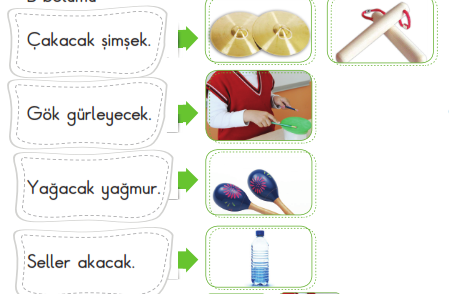 Çakacak şimşek.
Gök gürleyecek.
Yağacak yağmur.
Seller akacak.